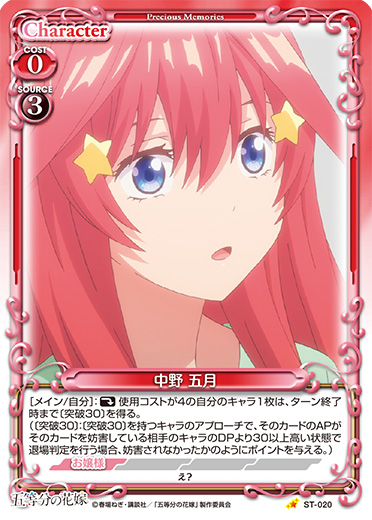 Precious Memories
Character
COST
0
SOURCE
3
中野 五月
[メイン/自分]: 使用コストが4の自分のキャラ1枚は、ターン終了
時まで〔突破30〕を得る。
(〔突破30〕:〔突破30〕を持つキャラのアプローチで、そのカードのAPが
そのカードを妨害している相手のキャラのDPより30以上高い状態で
退場判定を行う場合、妨害されなかったかのようにポイントを与える。)
お嬢様
え?
五等分の花嫁
©春場ねぎ・講談社/「五等分の花嫁」製作委員会
ST-020